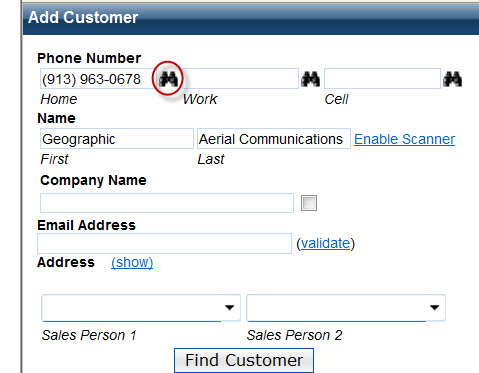 Add Customer
Phone Number
(913) 963-0678
Home Work Cell
Name
Geographic Aerial Communications Enable Scanner
First Last
Company Name
Email Address
(validate)
Address (show)
Sales Person 1 Sales Person 2
Find Customer